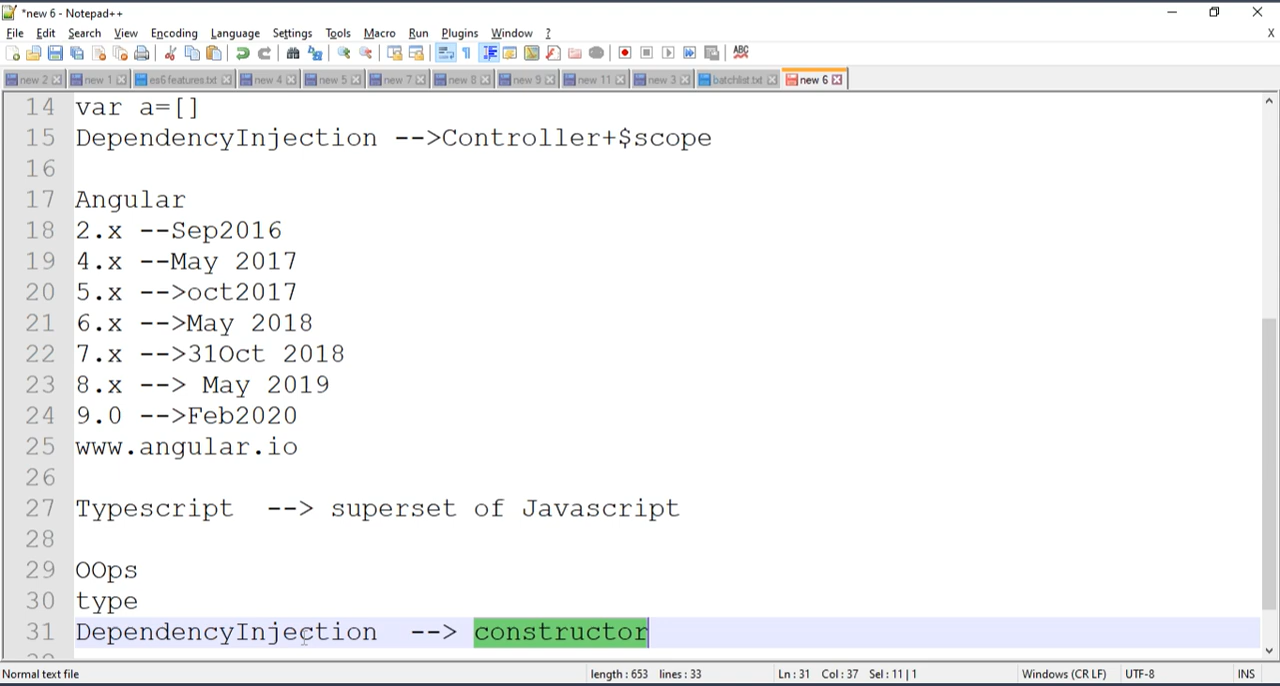 *new 6 - Notepad++
File Edit Search View Encoding Language Settings Tools Macro Run Plugins Window ? X
new 2 new 1 es6 features.txt new 4 new 5 new 7 new 8 new 9 new 11 new 3 batchlist.txt new 6
14 var a=[]
15 DependencyInjection -->Controller+$scope
16
17 Angular
18 2.x --Sep2016
19 4.x --May 2017
20 5.x -->oct2017
21 6.x -->May 2018
22 7.x -->31Oct 2018
23 8.x --> May 2019
24 9.0 -->Feb2020
25 www.angular.io
26
27 Typescript --> superset of Javascript
28
29 OOps
30 type
31 DependencyInjection --> constructor
Normal text file length : 653 lines : 33 Ln : 31 Col : 37 Sel : 11 | 1 Windows (CR LF) UTF-8 INS